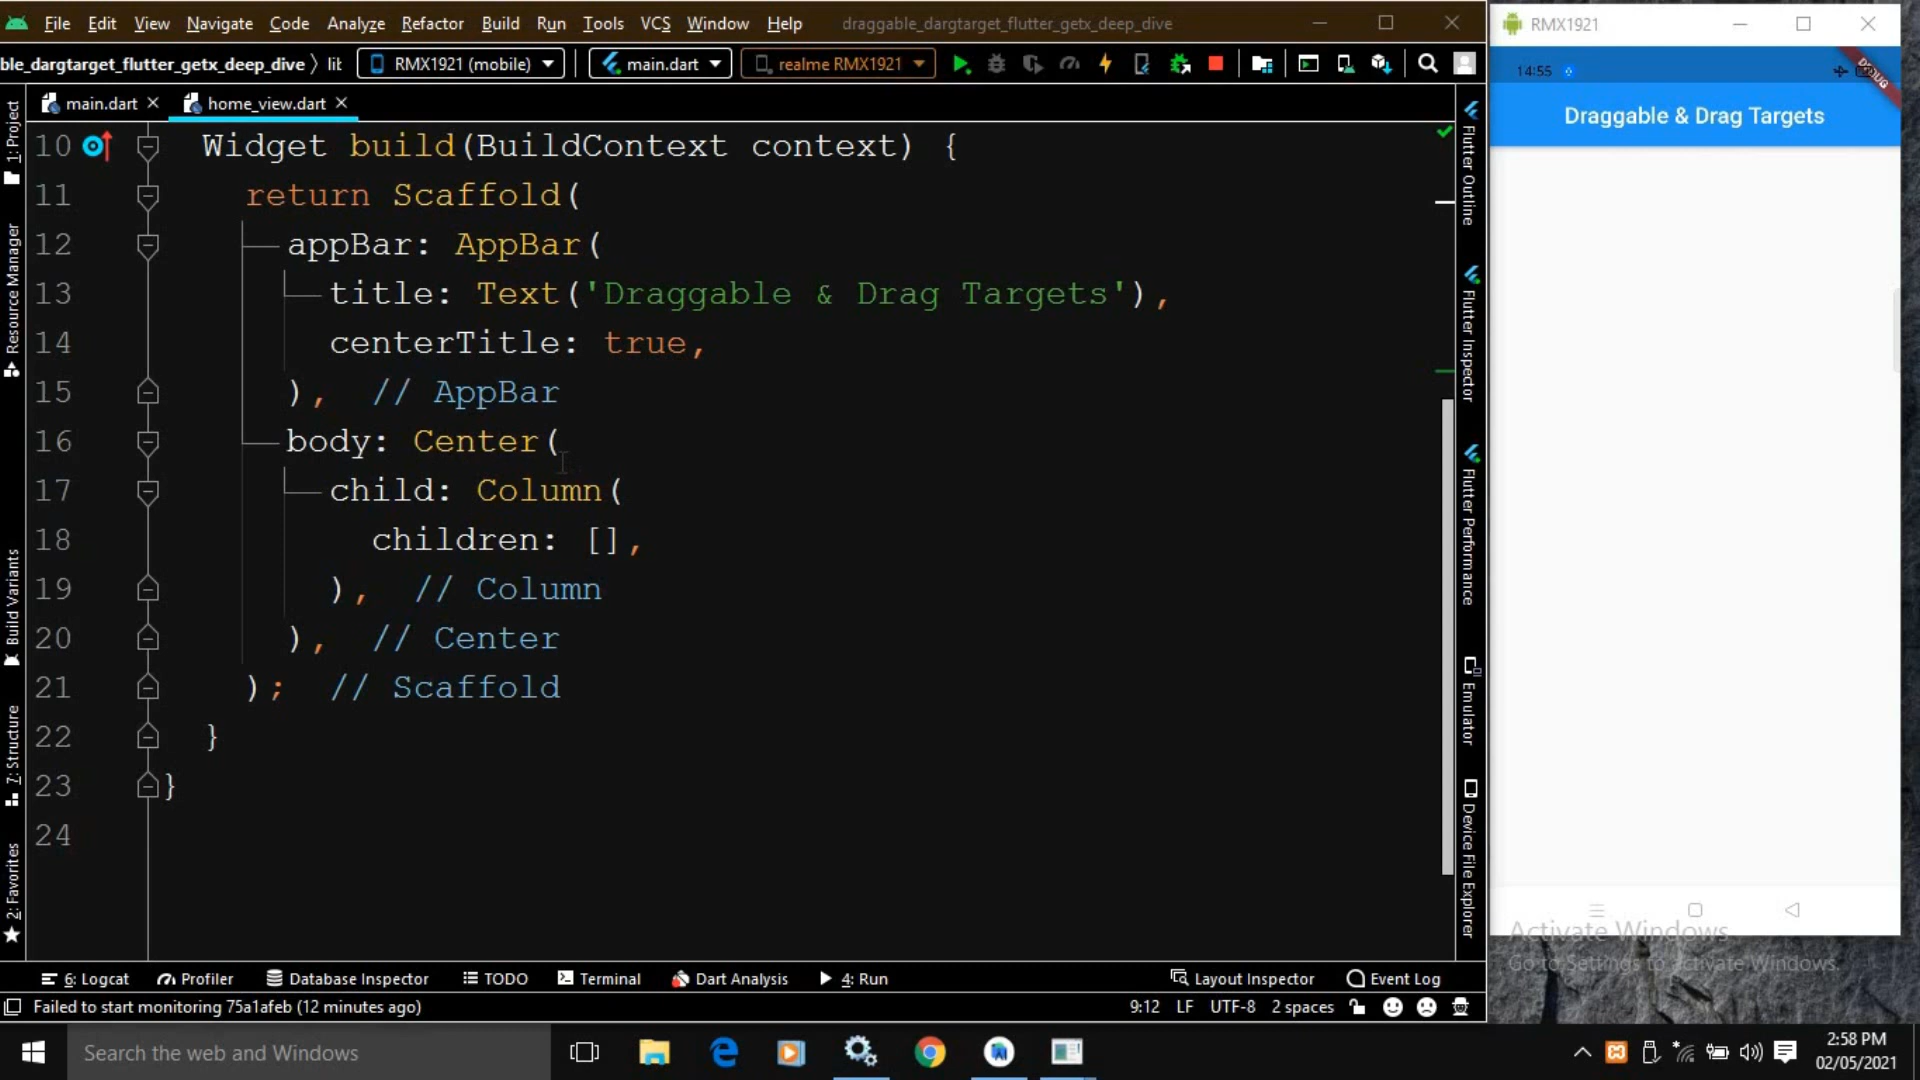 File Edit View Navigate Code Analyze Refactor Build Run Tools VCS Window Help draggable_dargtarget_flutter_getx_deep_dive
ble_dargtarget_flutter_getx_deep_dive lib RMX1921 (mobile) main.dart realme RMX1921
main.dart home_view.dart
10 Widget build(BuildContext context) {
11 return Scaffold(
12 appBar: AppBar(
13 title: Text('Draggable & Drag Targets'),
14 centerTitle: true,
15 ), // AppBar
16 body: Center(
17 child: Column(
18 children: [],
19 ), // Column
20 ), // Center
21 ); // Scaffold
22 }
23 }
24
1: Project
Resource Manager
Build Variants
7: Structure
2: Favorites
Flutter Outline
Flutter Inspector
Flutter Performance
Emulator
Device File Explorer
6: Logcat Profiler Database Inspector TODO Terminal Dart Analysis 4: Run Layout Inspector Event Log
Failed to start monitoring 75a1afeb (12 minutes ago) 9:12 LF UTF-8 2 spaces
RMX1921
14:55
DEBUG
Draggable & Drag Targets
Activate Windows
Go to Settings to activate Windows.
Search the web and Windows
2:58 PM
02/05/2021